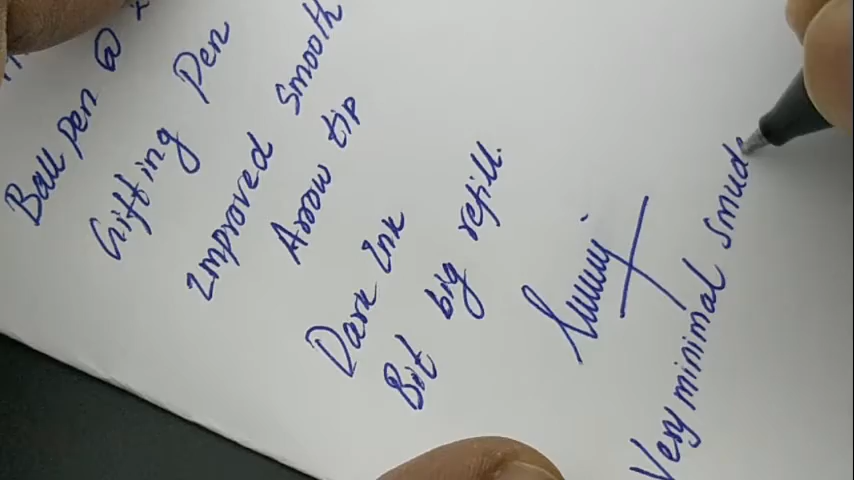 Ball pen @
Gifting Pen
Improved Smooth
Arrow tip
Dark Ink
Bit big refill.
Very minimal smud